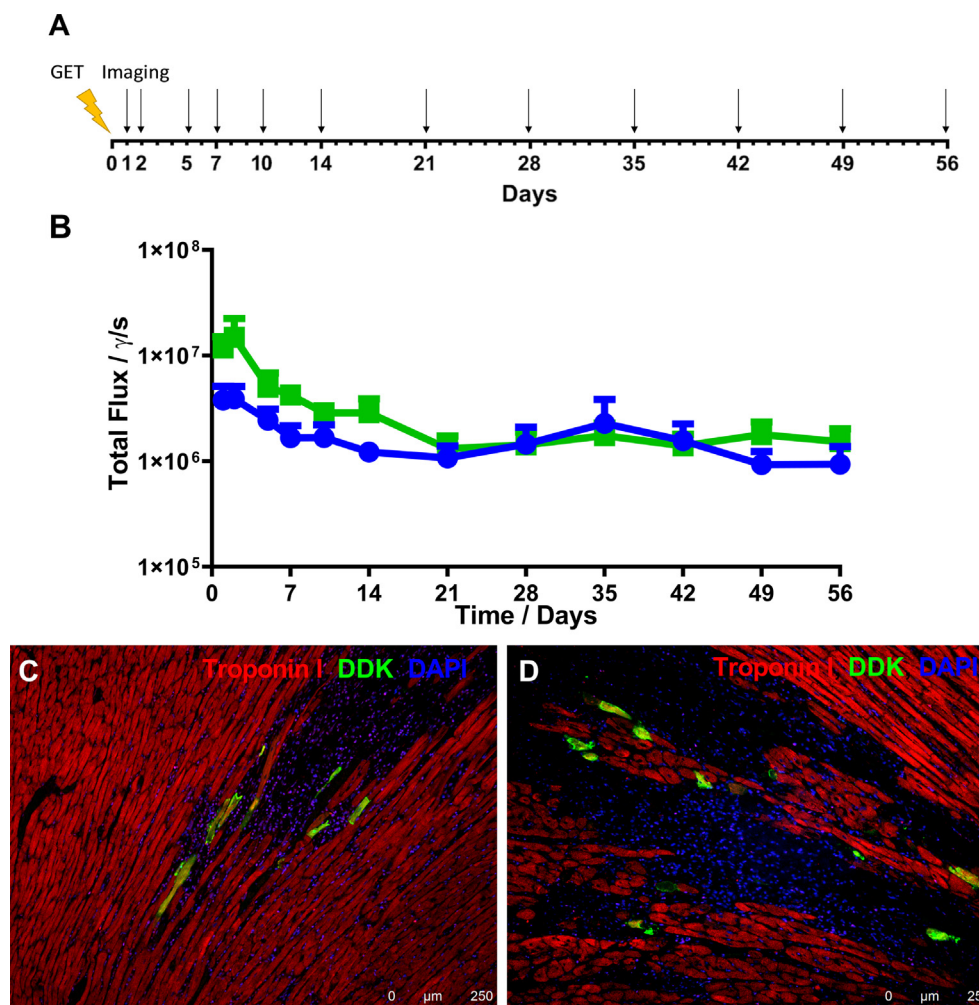 A
GET Imaging
0 1 2 5 7 10 14 21 28 35 42 49 56
Days
B
1×10⁸
1×10⁷
1×10⁶
1×10⁵
Total Flux / γ/s
0 7 14 21 28 35 42 49 56
Time / Days
C Troponin I DDK DAPI
0 µm 250
D Troponin I DDK DAPI
0 µm 25